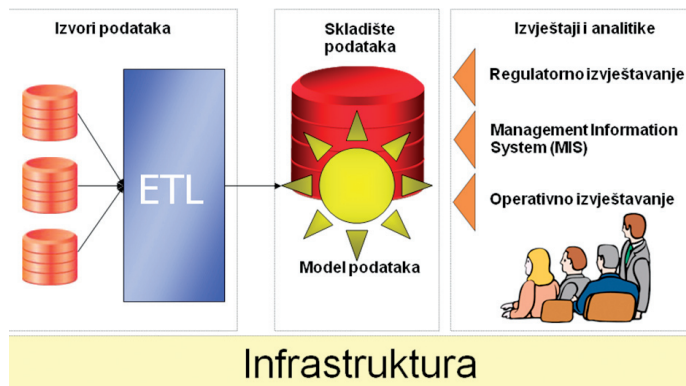 Izvori podataka
ETL
Skladište
podataka
Model podataka
Izvještaji i analitike
Regulatorno izvještavanje
Management Information
System (MIS)
Operativno izvještavanje
Infrastruktura